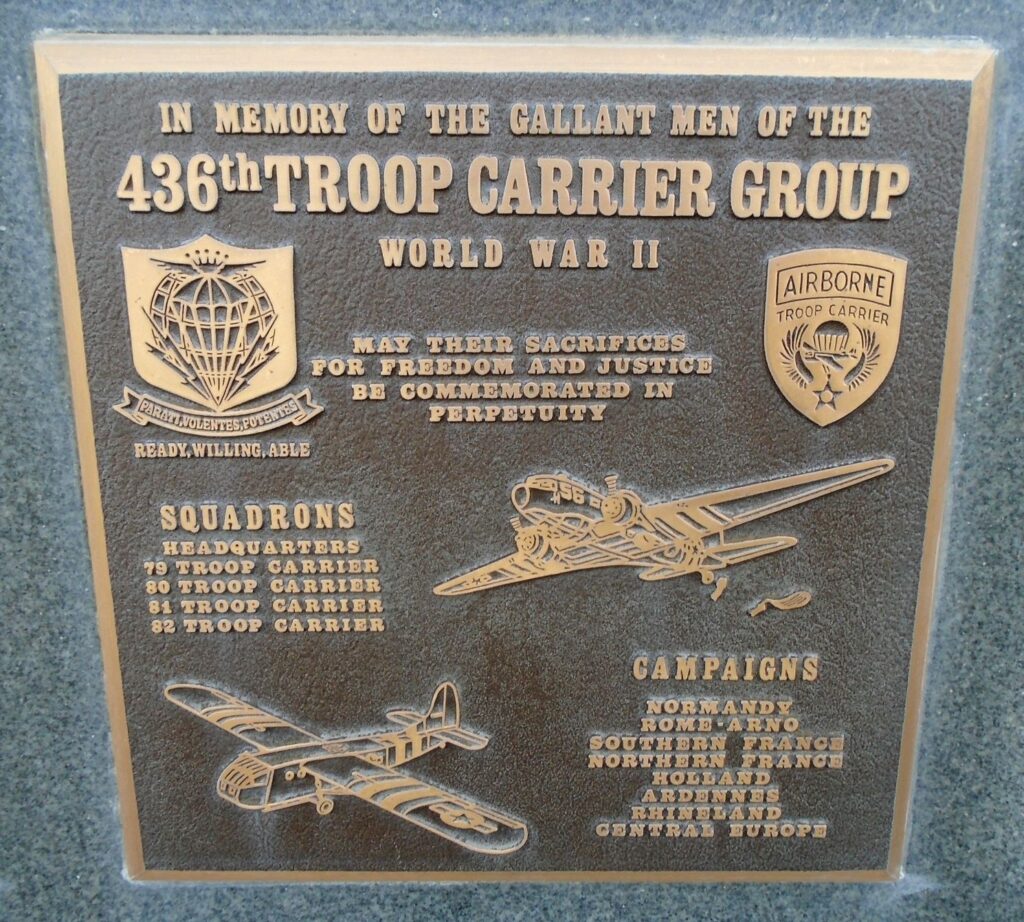 IN MEMORY OF THE GALLANT MEN OF THE
436th TROOP CARRIER GROUP
WORLD WAR II
AIRBORNE
TROOP CARRIER
MAY THEIR SACRIFICES
FOR FREEDOM AND JUSTICE
BE COMMEMORATED IN
PERPETUITY
PARATI, VOLENTES, POTENTES
READY, WILLING, ABLE
SQUADRONS
HEADQUARTERS
79 TROOP CARRIER
80 TROOP CARRIER
81 TROOP CARRIER
82 TROOP CARRIER
CAMPAIGNS
NORMANDY
ROME-ARNO
SOUTHERN FRANCE
NORTHERN FRANCE
HOLLAND
ARDENNES
RHINELAND
CENTRAL EUROPE